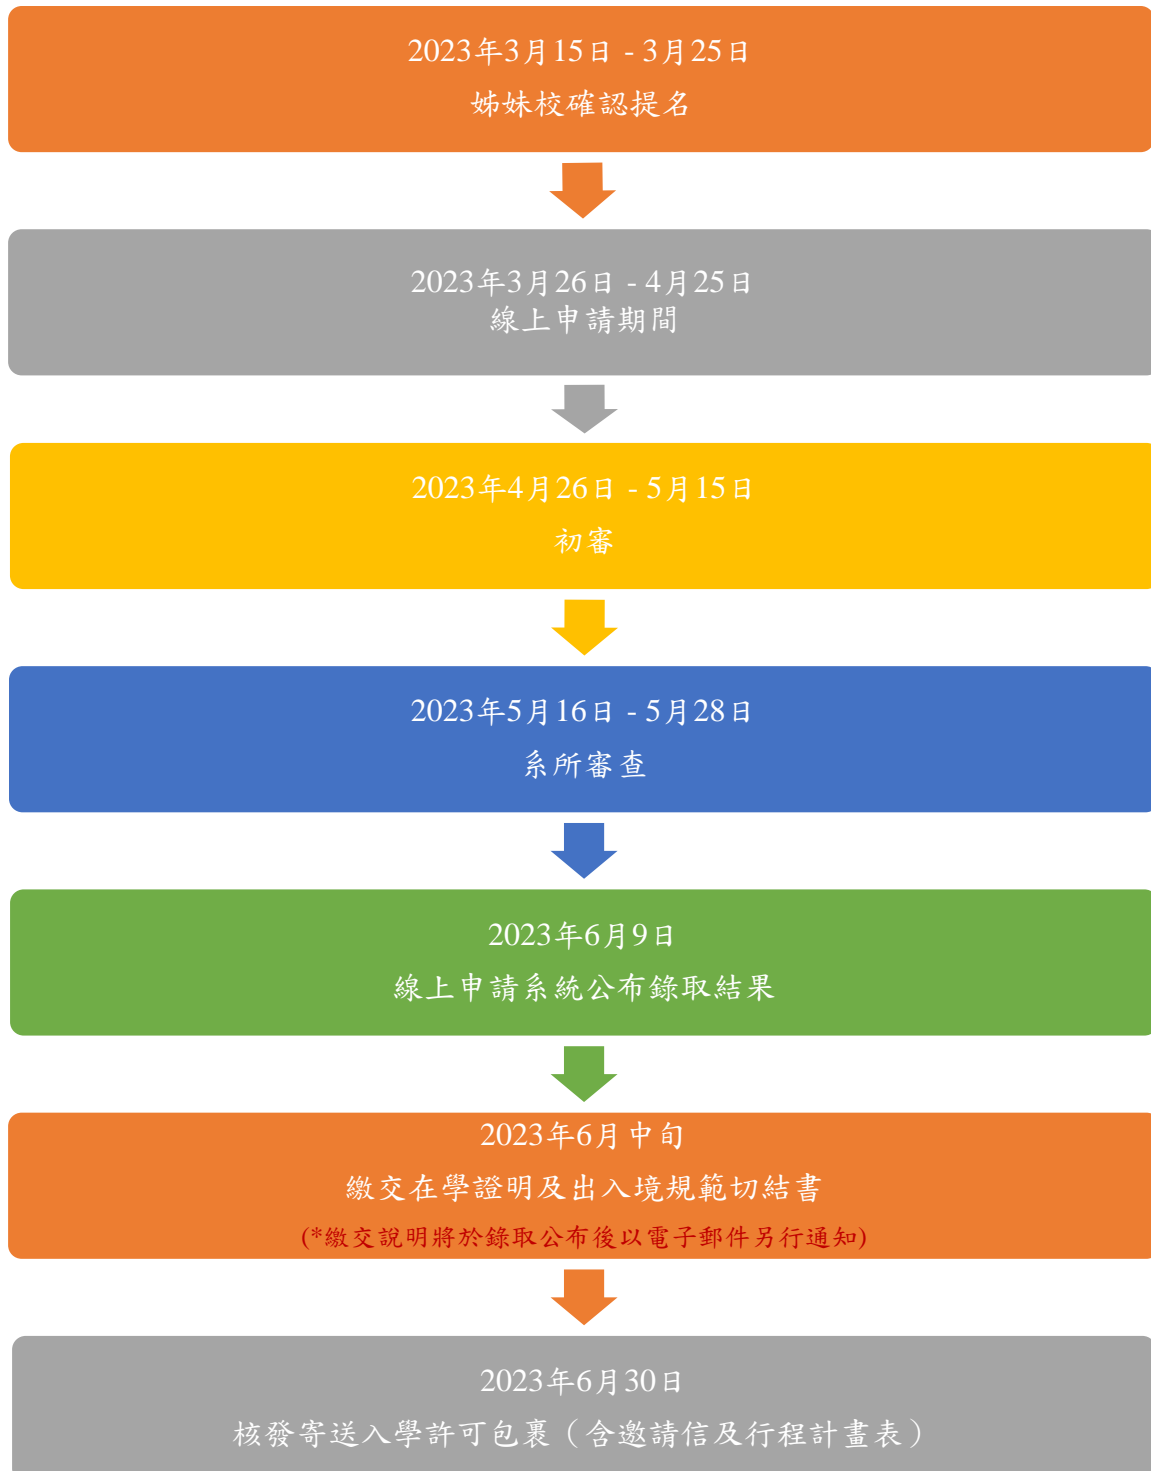 2023年3月15日 - 3月25日
姊妹校確認提名
2023年3月26日 - 4月25日
線上申請期間
2023年4月26日 - 5月15日
初審
2023年5月16日 - 5月28日
系所審查
2023年6月9日
線上申請系統公布錄取結果
2023年6月中旬
繳交在學證明及出入境規範切結書
(*繳交說明將於錄取公布後以電子郵件另行通知)
2023年6月30日
核發寄送入學許可包裹（含邀請信及行程計畫表）